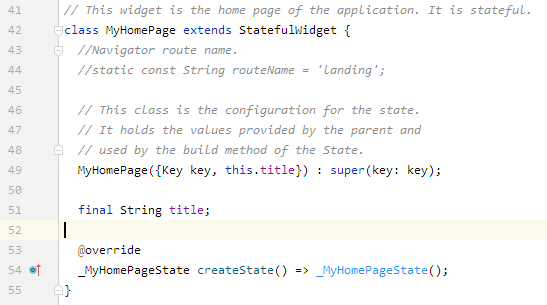 41 // This widget is the home page of the application. It is stateful.
42 class MyHomePage extends StatefulWidget {
43 //Navigator route name.
44 //static const String routeName = 'landing';
45
46 // This class is the configuration for the state.
47 // It holds the values provided by the parent and
48 // used by the build method of the State.
49 MyHomePage({Key key, this.title}) : super(key: key);
50
51 final String title;
52
53 @override
54 _MyHomePageState createState() => _MyHomePageState();
55 }